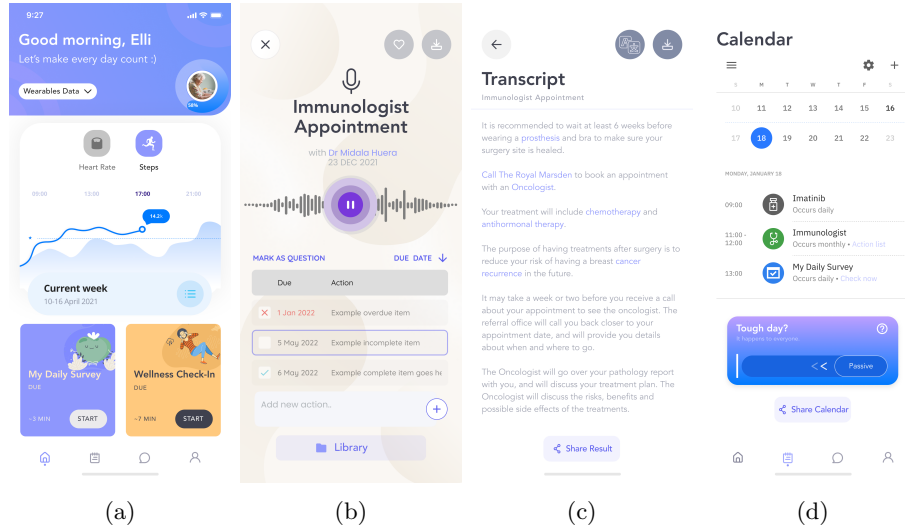 9:27
Good morning, Elli
Let's make every day count :)
Wearables Data
58%
Heart Rate
Steps
09:00 13:00 17:00 21:00
14.2k
Current week
10-16 April 2021
My Daily Survey
DUE
~3 MIN
START
Wellness Check-In
DUE
~7 MIN
START
(a)
Immunologist
Appointment
with Dr Midala Huera
23 DEC 2021
MARK AS QUESTION
DUE DATE
Due Action
1 Jan 2022 Example overdue item
5 May 2022 Example incomplete item
6 May 2022 Example complete item goes he
Add new action..
Library
(b)
Transcript
Immunologist Appointment
It is recommended to wait at least 6 weeks before
wearing a prosthesis and bra to make sure your
surgery site is healed.
Call The Royal Marsden to book an appointment
with an Oncologist.
Your treatment will include chemotherapy and
antihormonal therapy.
The purpose of having treatments after surgery is to
reduce your risk of having a breast cancer
recurrence in the future.
It may take a week or two before you receive a call
about your appointment to see the oncologist. The
referral office will call you back closer to your
appointment date, and will provide you details
about when and where to go.
The Oncologist will go over your pathology report
with you, and will discuss your treatment plan. The
Oncologist will discuss the risks, benefits and
possible side effects of the treatments.
Share Result
(c)
Calendar
S M T W T F S
10 11 12 13 14 15 16
17 18 19 20 21 22 23
MONDAY, JANUARY 18
09:00
Imatinib
Occurs daily
11:00 -
12:00
Immunologist
Occurs monthly • Action list
13:00
My Daily Survey
Occurs daily • Check now
Tough day?
It happens to everyone.
<< Passive
Share Calendar
(d)